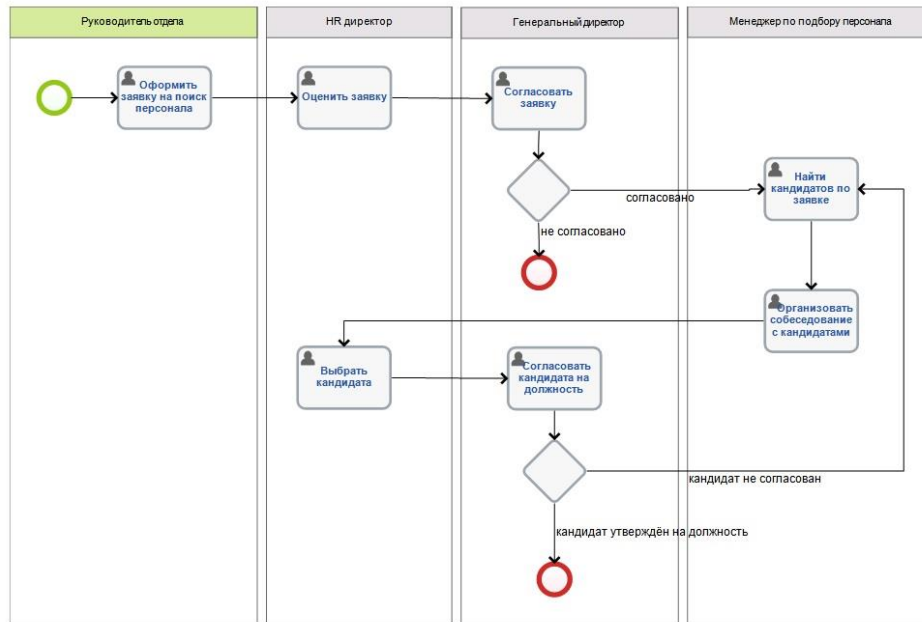 Руководитель отдела
HR директор
Генеральный директор
Менеджер по подбору персонала
Оформить
заявку на поиск
персонала
Оценить заявку
Согласовать
заявку
Найти
кандидатов по
заявке
согласовано
не согласовано
Организовать
собеседование
с кандидатами
Выбрать
кандидата
Согласовать
кандидата на
должность
кандидат не согласован
кандидат утверждён на должность